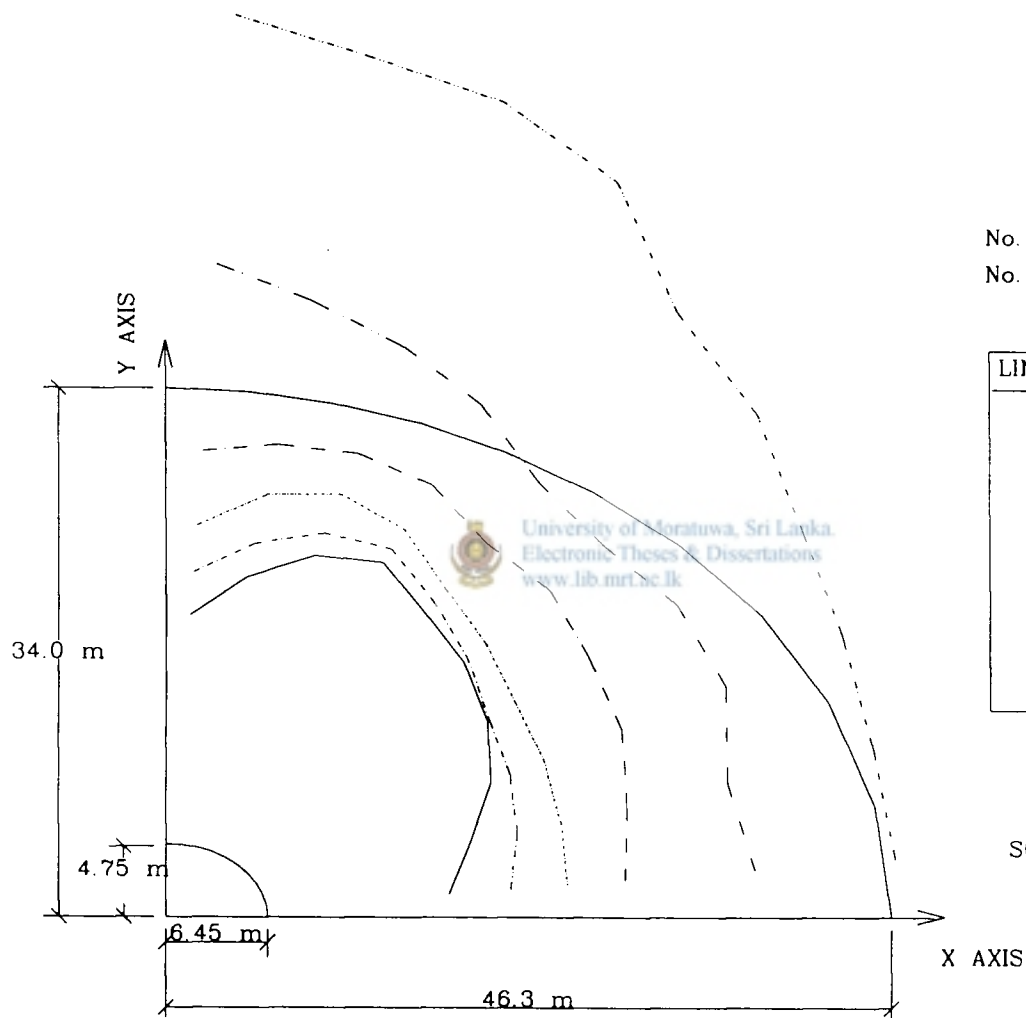 No.
No.
Y AXIS
LI
University of Moratuwa, Sri Lanka.
Electronic Theses & Dissertations
www.lib.mrt.ac.lk
34.0 m
4.75 m
6.45 m
X AXIS
46.3 m